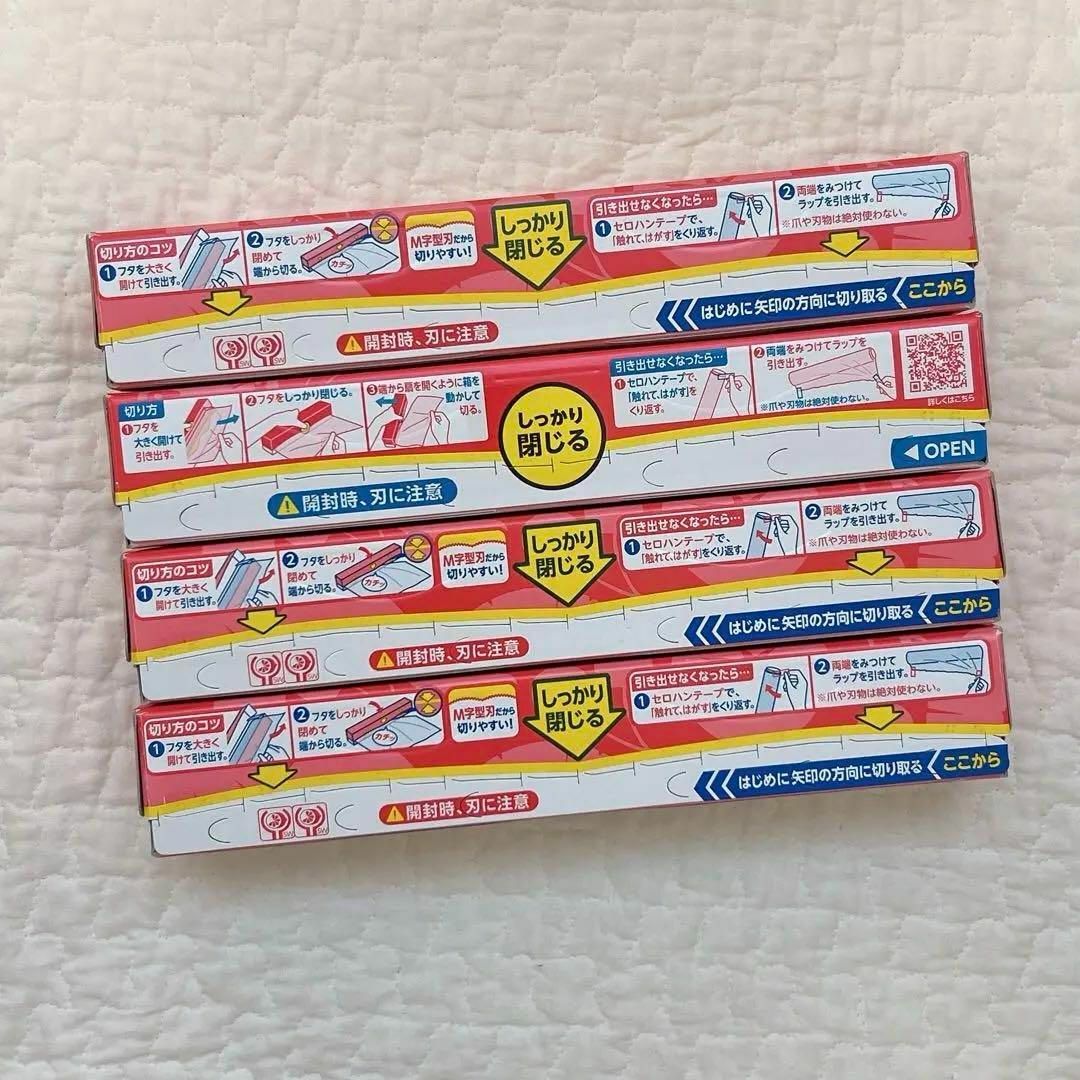 切り方のコツ
1 フタを大きく
開けて引き出す。
2 フタをしっかり
閉めて
端から切る。
カチッ
M字型刃だから
切りやすい!
しっかり
閉じる
引き出せなくなったら…
1 セロハンテープで、
「触れて、はがす」をくり返す。
2 両端をみつけて
ラップを引き出す。
※爪や刃物は絶対使わない。
はじめに矢印の方向に切り取る
ここから
⚠開封時、刃に注意
切り方
1 フタを
大きく開けて
引き出す。
2 フタをしっかり閉じる。
3 端から扇を開くように箱を
動かして
切る。
しっかり
閉じる
引き出せなくなったら…
1 セロハンテープで、
「触れて、はがす」を
くり返す。
2 両端をみつけてラップを
引き出す。
※爪や刃物は絶対使わない。
詳しくはこちら
◀OPEN
⚠開封時、刃に注意
切り方のコツ
1 フタを大きく
開けて引き出す。
2 フタをしっかり
閉めて
端から切る。
カチッ
M字型刃だから
切りやすい!
しっかり
閉じる
引き出せなくなったら…
1 セロハンテープで、
「触れて、はがす」をくり返す。
2 両端をみつけて
ラップを引き出す。
※爪や刃物は絶対使わない。
はじめに矢印の方向に切り取る
ここから
⚠開封時、刃に注意
切り方のコツ
1 フタを大きく
開けて引き出す。
2 フタをしっかり
閉めて
端から切る。
カチッ
M字型刃だから
切りやすい!
しっかり
閉じる
引き出せなくなったら…
1 セロハンテープで、
「触れて、はがす」をくり返す。
2 両端をみつけて
ラップを引き出す。
※爪や刃物は絶対使わない。
はじめに矢印の方向に切り取る
ここから
⚠開封時、刃に注意